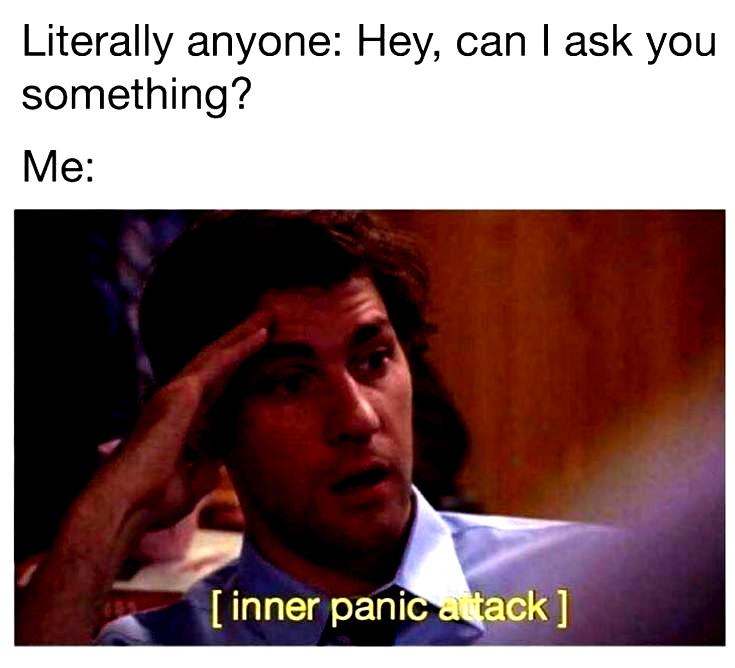 Literally anyone: Hey, can I ask you
something?
Me:
[ inner panic attack ]